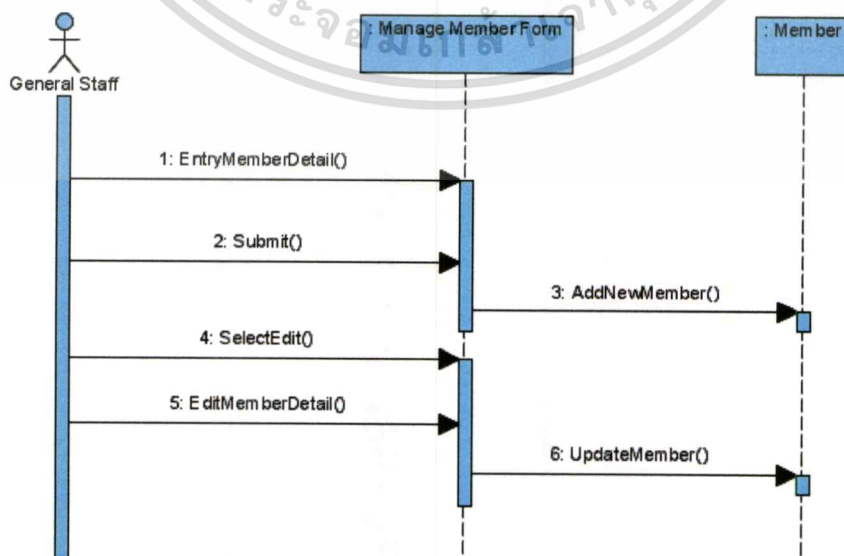 : Manage Member Form
: Member
General Staff
1: EntryMemberDetail()
2: Submit()
3: AddNewMember()
4: SelectEdit()
5: EditMemberDetail()
6: UpdateMember()